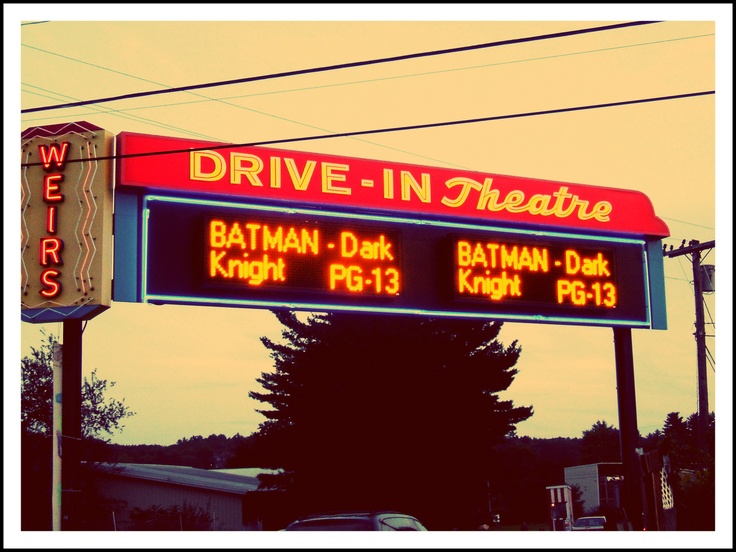 WEIRS
DRIVE-IN Theatre
BATMAN - Dark
Knight PG-13
BATMAN - Dark
Knight PG-13